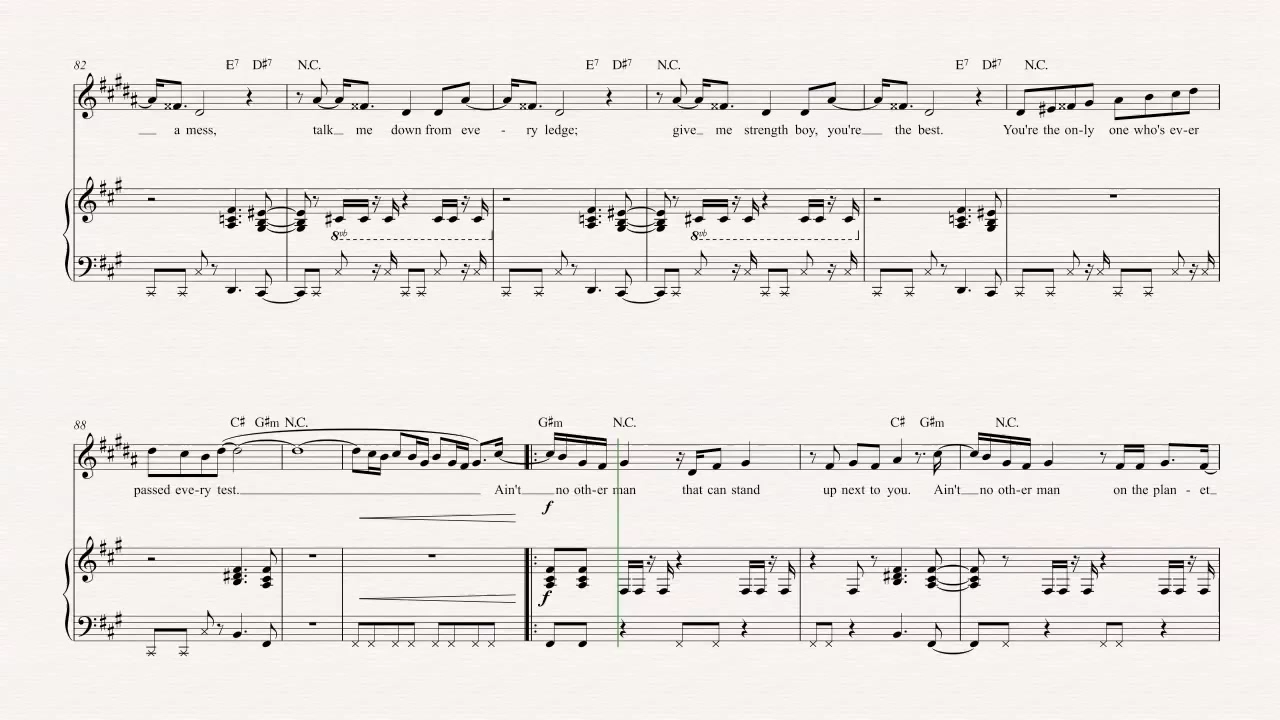 82
E7 D#7 N.C. E7 D#7 N.C. E7 D#7 N.C.
a mess, talk me down from eve - ry ledge; give me strength boy, you're the best. You're the on-ly one who's ev-er
8vb 8vb
88
C# G#m N.C. G#m N.C. C# G#m N.C.
passed eve-ry test. Ain't no oth-er man that can stand up next to you. Ain't no oth-er man on the plan - et
f
f